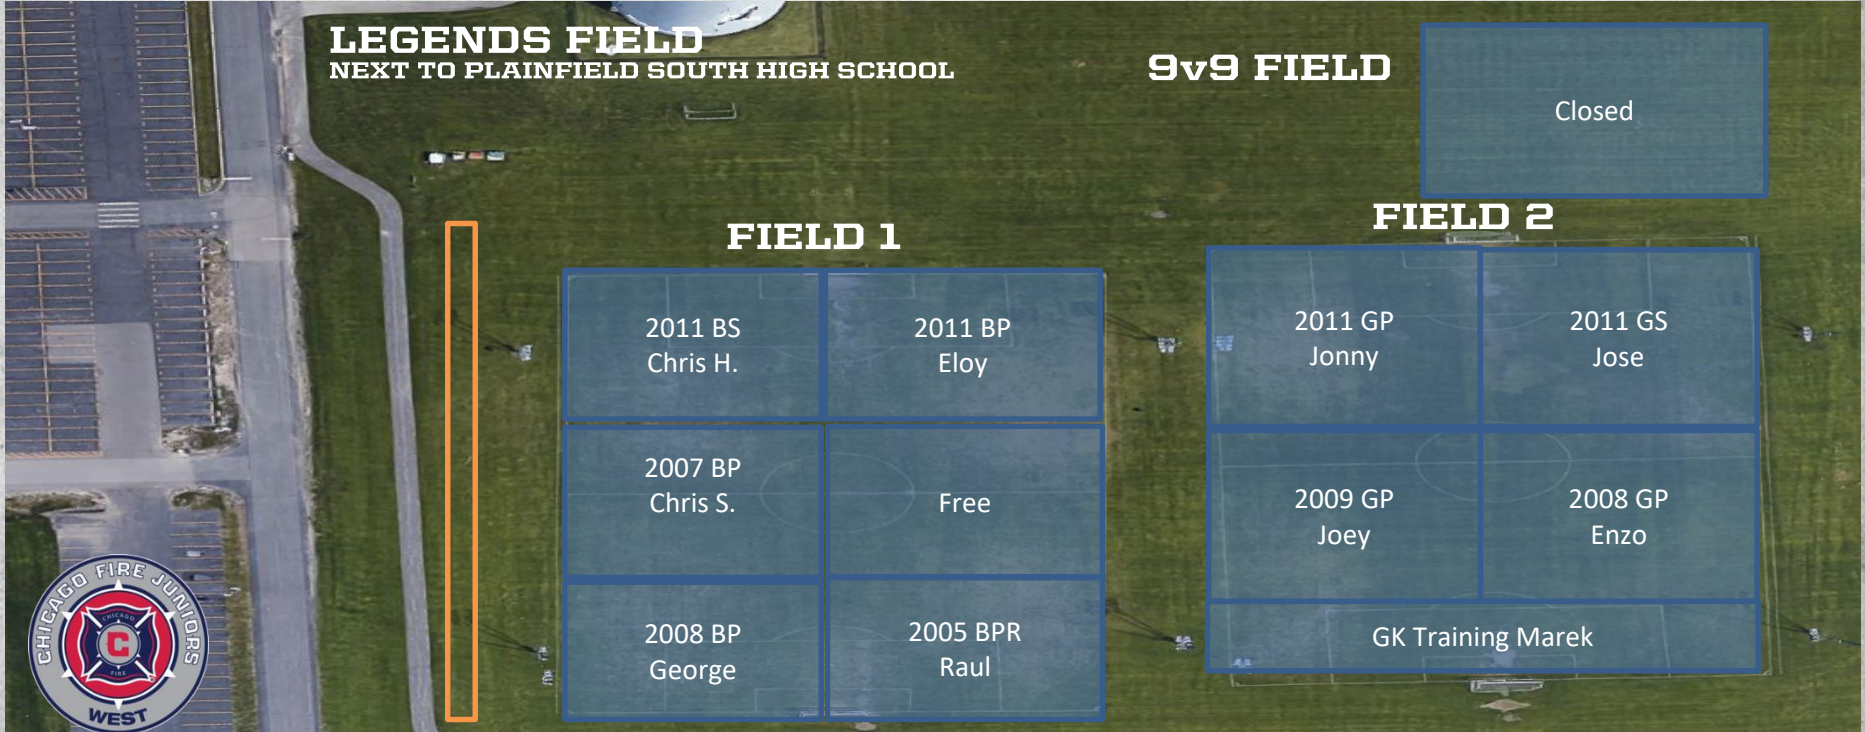 LEGENDS FIELD
NEXT TO PLAINFIELD SOUTH HIGH SCHOOL
9v9 FIELD
Closed
FIELD 1
2011 BS
Chris H.
2011 BP
Eloy
2007 BP
Chris S.
Free
2008 BP
George
2005 BPR
Raul
FIELD 2
2011 GP
Jonny
2011 GS
Jose
2009 GP
Joey
2008 GP
Enzo
GK Training Marek
CHICAGO FIRE JUNIORS
CHICAGO
C
FIRE
WEST